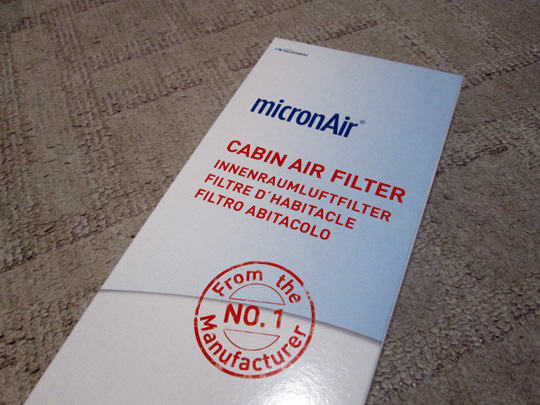 micronAir®
CABIN AIR FILTER
INNENRAUMLUFTFILTER
FILTRE D´HABITACLE
FILTRO ABITACOLO
From the
NO. 1
Manufacturer